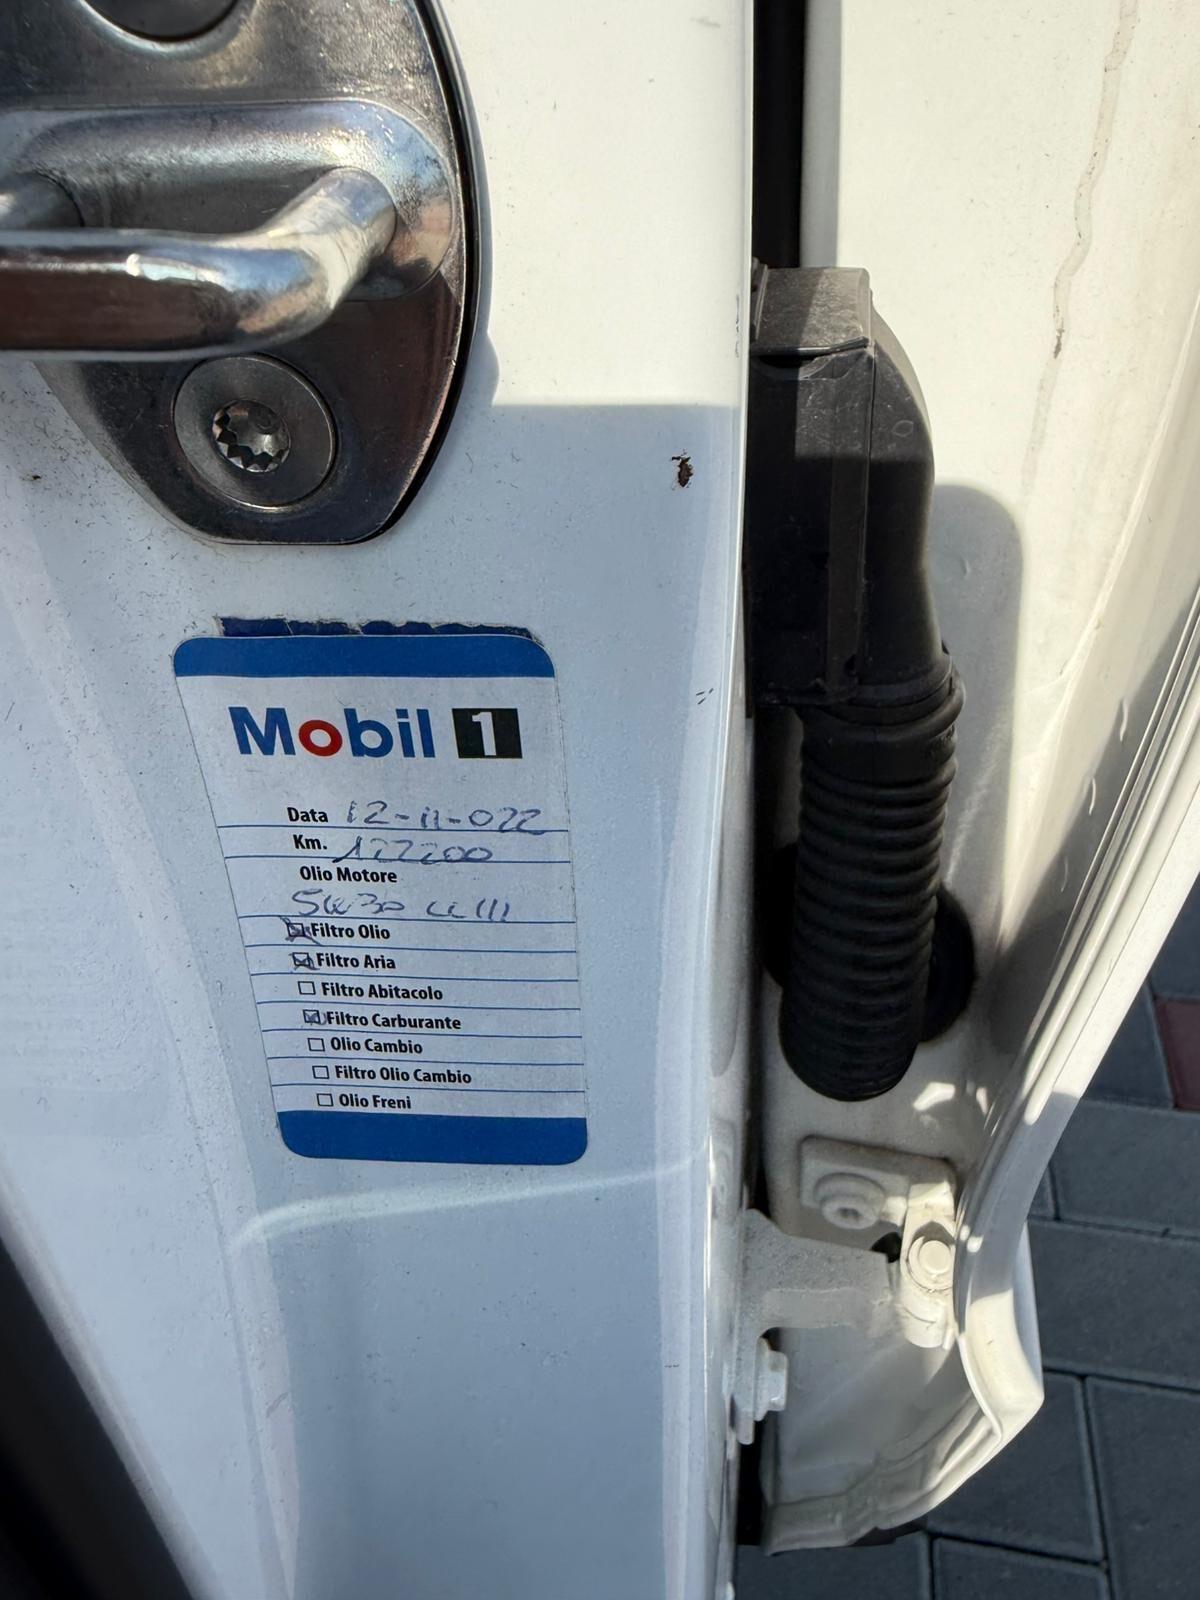 Mobil 1
Data 12-11-022
Km. 127200
Olio Motore
5W30 LL III
Filtro Olio
Filtro Aria
Filtro Abitacolo
Filtro Carburante
Olio Cambio
Filtro Olio Cambio
Olio Freni